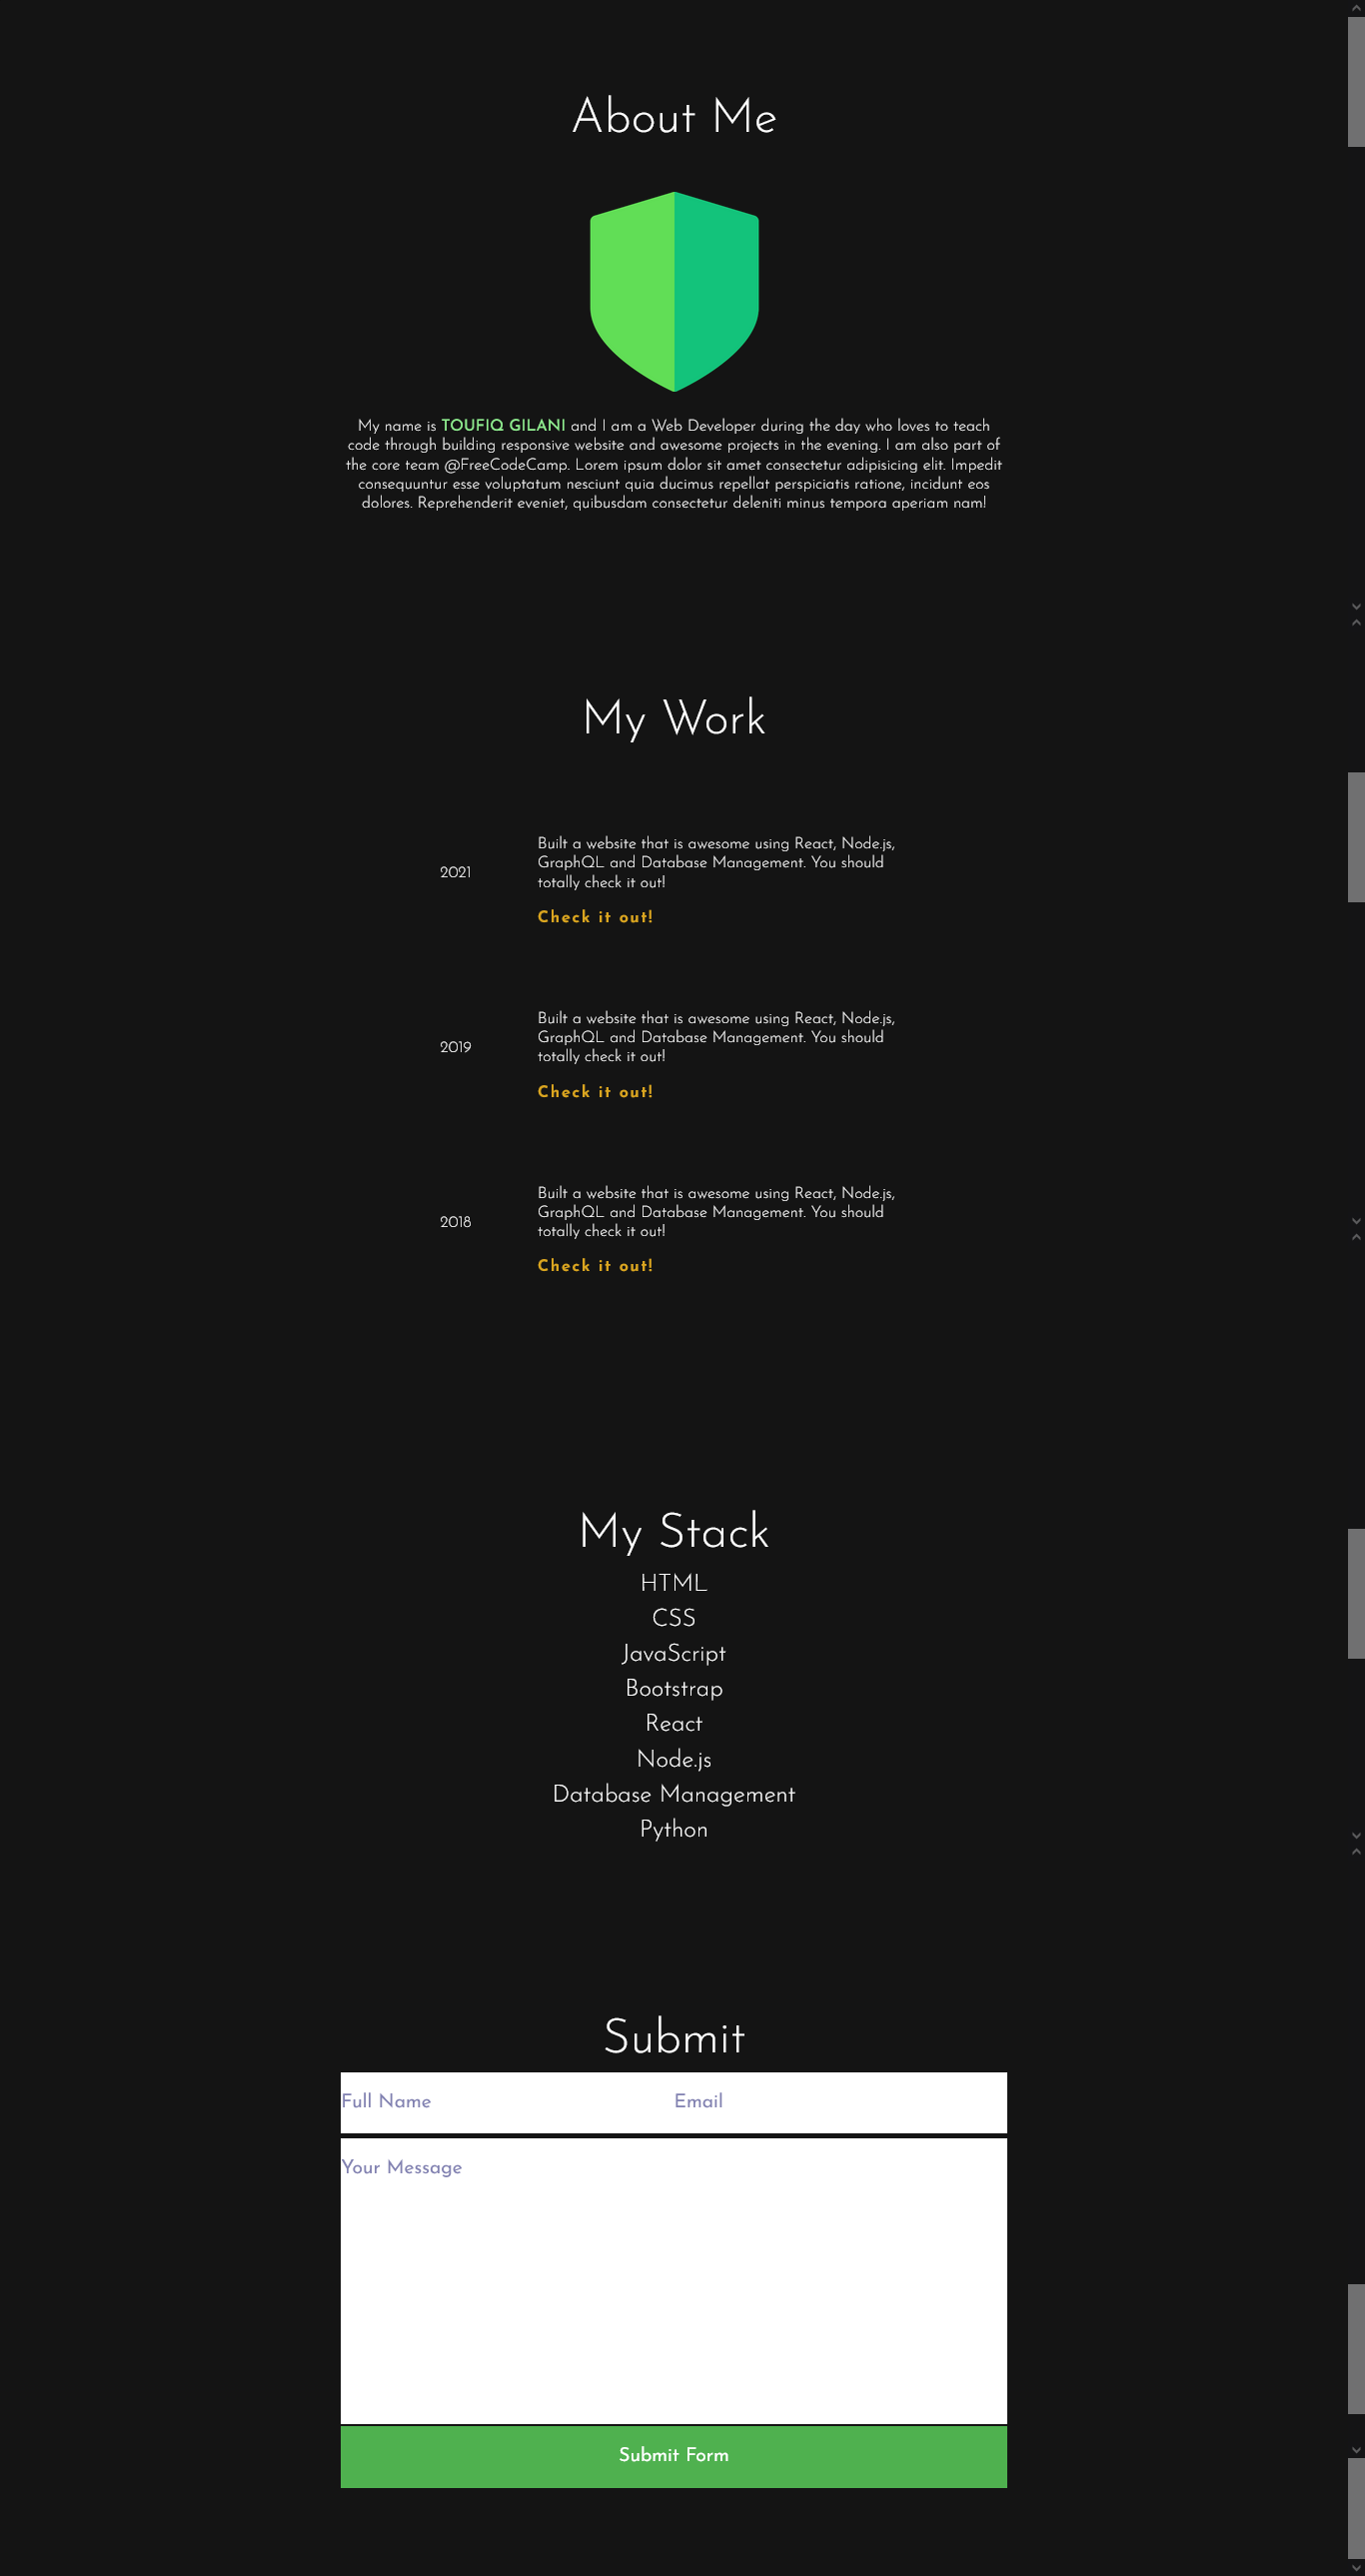 About Me
My name is TOUFIQ GILANI and I am a Web Developer during the day who loves to teach
code through building responsive website and awesome projects in the evening. I am also part of
the core team @FreeCodeCamp. Lorem ipsum dolor sit amet consectetur adipisicing elit. Impedit
consequuntur esse voluptatum nesciunt quia ducimus repellat perspiciatis ratione, incidunt eos
dolores. Reprehenderit eveniet, quibusdam consectetur deleniti minus tempora aperiam nam!
My Work
2021
Built a website that is awesome using React, Node.js,
GraphQL and Database Management. You should
totally check it out!
Check it out!
2019
Built a website that is awesome using React, Node.js,
GraphQL and Database Management. You should
totally check it out!
Check it out!
2018
Built a website that is awesome using React, Node.js,
GraphQL and Database Management. You should
totally check it out!
Check it out!
My Stack
HTML
CSS
JavaScript
Bootstrap
React
Node.js
Database Management
Python
Submit
Full Name
Email
Your Message
Submit Form